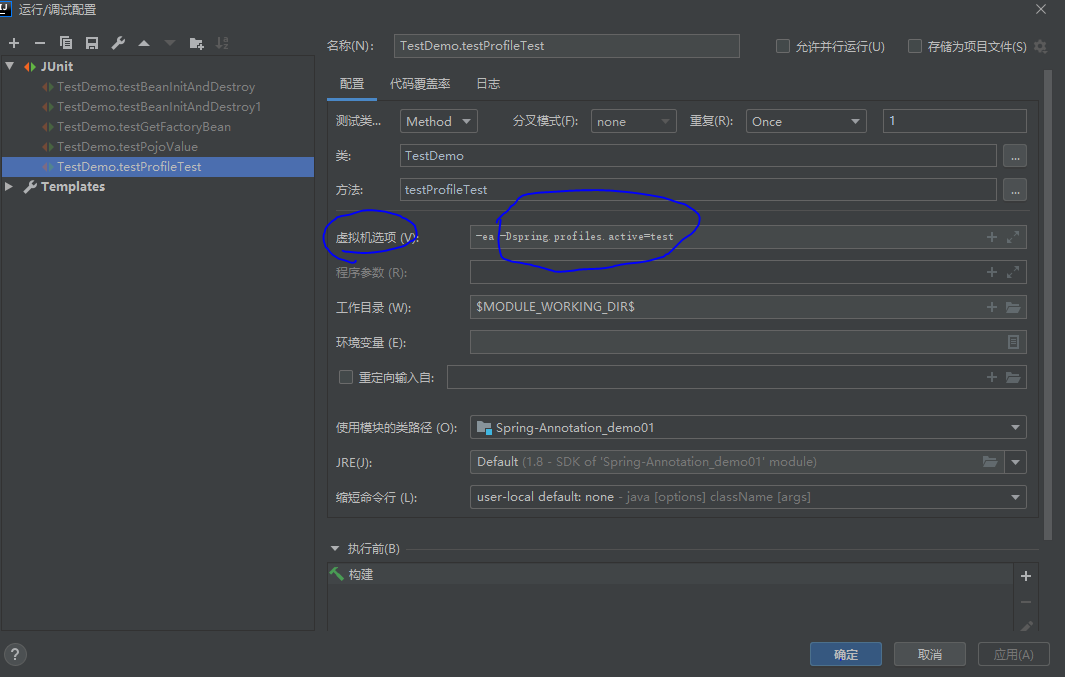 运行/调试配置
名称(N): TestDemo.testProfileTest 允许并行运行(U) 存储为项目文件(S)
JUnit
TestDemo.testBeanInitAndDestroy
TestDemo.testBeanInitAndDestroy1
TestDemo.testGetFactoryBean
TestDemo.testPojoValue
TestDemo.testProfileTest
Templates
配置 代码覆盖率 日志
测试类... Method 分叉模式(F): none 重复(R): Once 1
类: TestDemo ...
方法: testProfileTest ...
虚拟机选项 (V): -ea -Dspring.profiles.active=test
程序参数 (R):
工作目录 (W): $MODULE_WORKING_DIR$
环境变量 (E):
重定向输入自:
使用模块的类路径 (O): Spring-Annotation_demo01
JRE(J): Default (1.8 - SDK of 'Spring-Annotation_demo01' module)
缩短命令行 (L): user-local default: none - java [options] className [args]
执行前(B)
构建
? 确定 取消 应用(A)